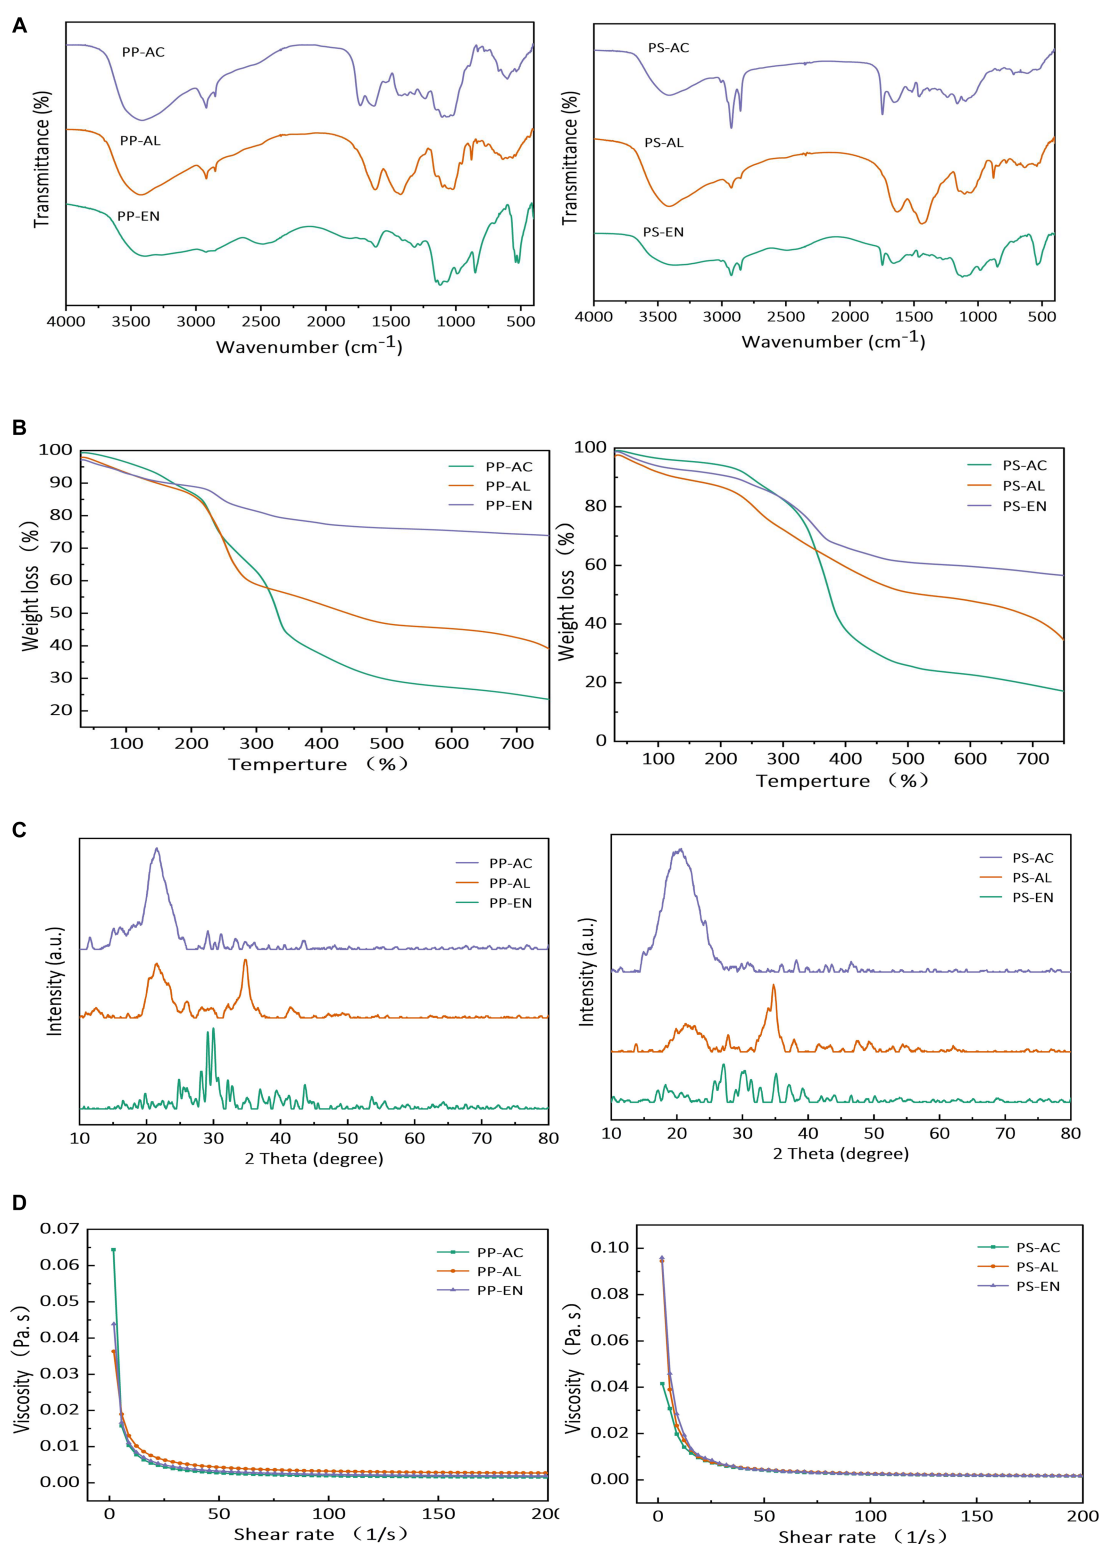 A
PP-AC
PP-AL
PP-EN
Transmittance (%)
4000 3500 3000 2500 2000 1500 1000 500
Wavenumber (cm-1)
PS-AC
PS-AL
PS-EN
Transmittance (%)
4000 3500 3000 2500 2000 1500 1000 500
Wavenumber (cm-1)
B
100
90
80
70
60
50
40
30
20
Weight loss (%)
PP-AC
PP-AL
PP-EN
100 200 300 400 500 600 700
Temperture (%)
100
80
60
40
20
0
Weight loss (%)
PS-AC
PS-AL
PS-EN
100 200 300 400 500 600 700
Temperture (%)
C
PP-AC
PP-AL
PP-EN
Intensity (a.u.)
10 20 30 40 50 60 70 80
2 Theta (degree)
PS-AC
PS-AL
PS-EN
Intensity (a.u.)
10 20 30 40 50 60 70 80
2 Theta (degree)
D
0.07
0.06
0.05
0.04
0.03
0.02
0.01
0.00
Viscosity (Pa. s)
PP-AC
PP-AL
PP-EN
0 50 100 150 200
Shear rate (1/s)
0.10
0.08
0.06
0.04
0.02
0.00
Viscosity (Pa. s)
PS-AC
PS-AL
PS-EN
0 50 100 150 200
Shear rate (1/s)